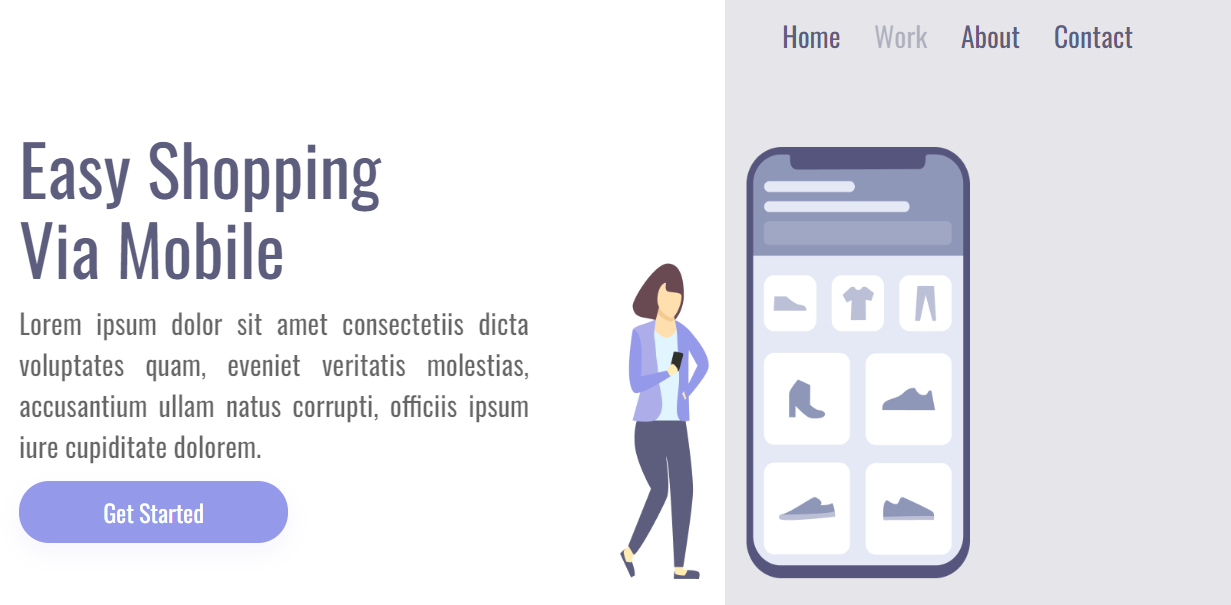 Home Work About Contact
Easy Shopping
Via Mobile
Lorem ipsum dolor sit amet consectetiis dicta
voluptates quam, eveniet veritatis molestias,
accusantium ullam natus corrupti, officiis ipsum
iure cupiditate dolorem.
Get Started